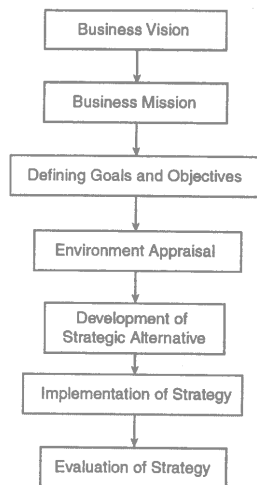 Business Vision
Business Mission
Defining Goals and Objectives
Environment Appraisal
Development of
Strategic Alternative
Implementation of Strategy
Evaluation of Strategy